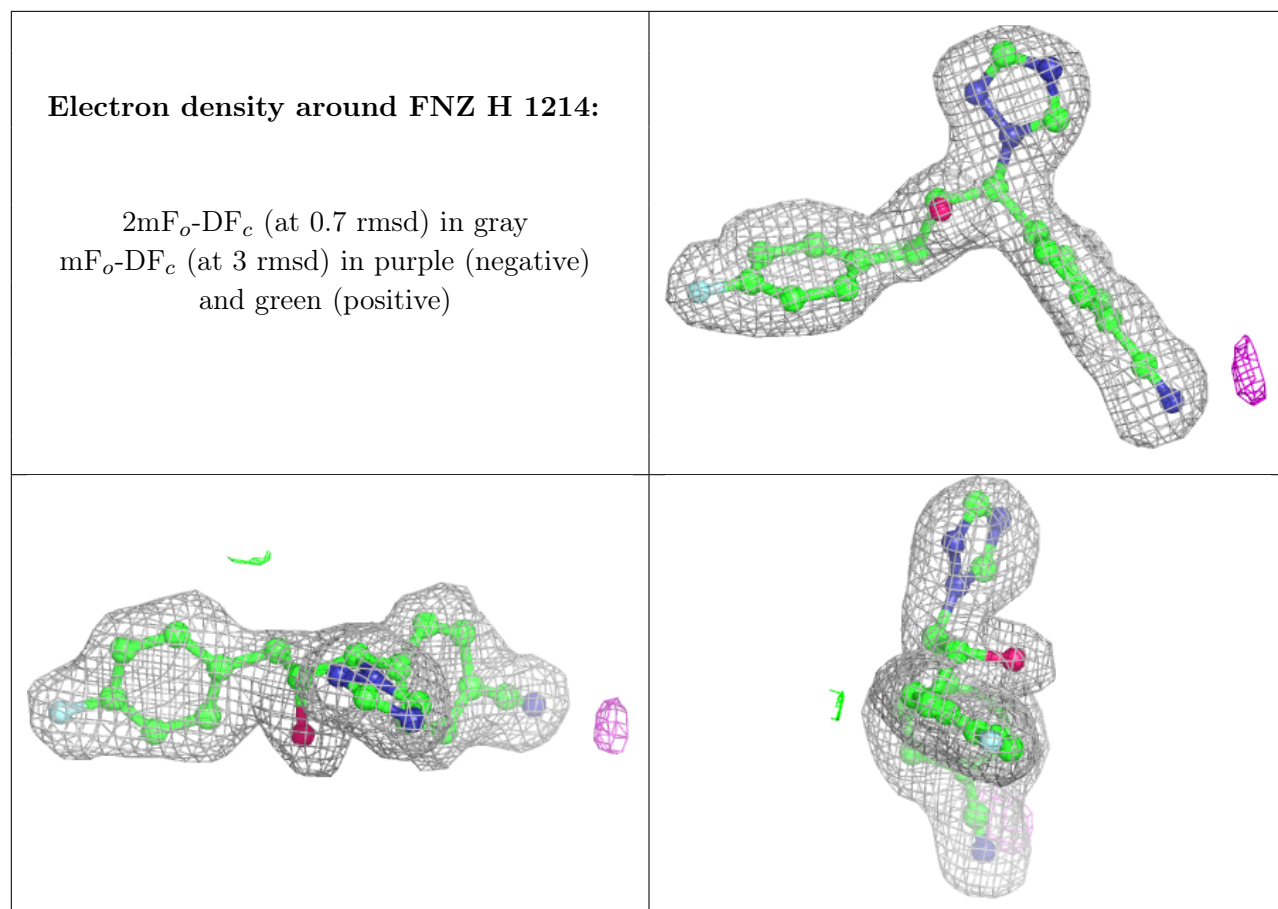 Electron density around FNZ H 1214:
2mFo-DFc (at 0.7 rmsd) in gray
mFo-DFc (at 3 rmsd) in purple (negative)
and green (positive)